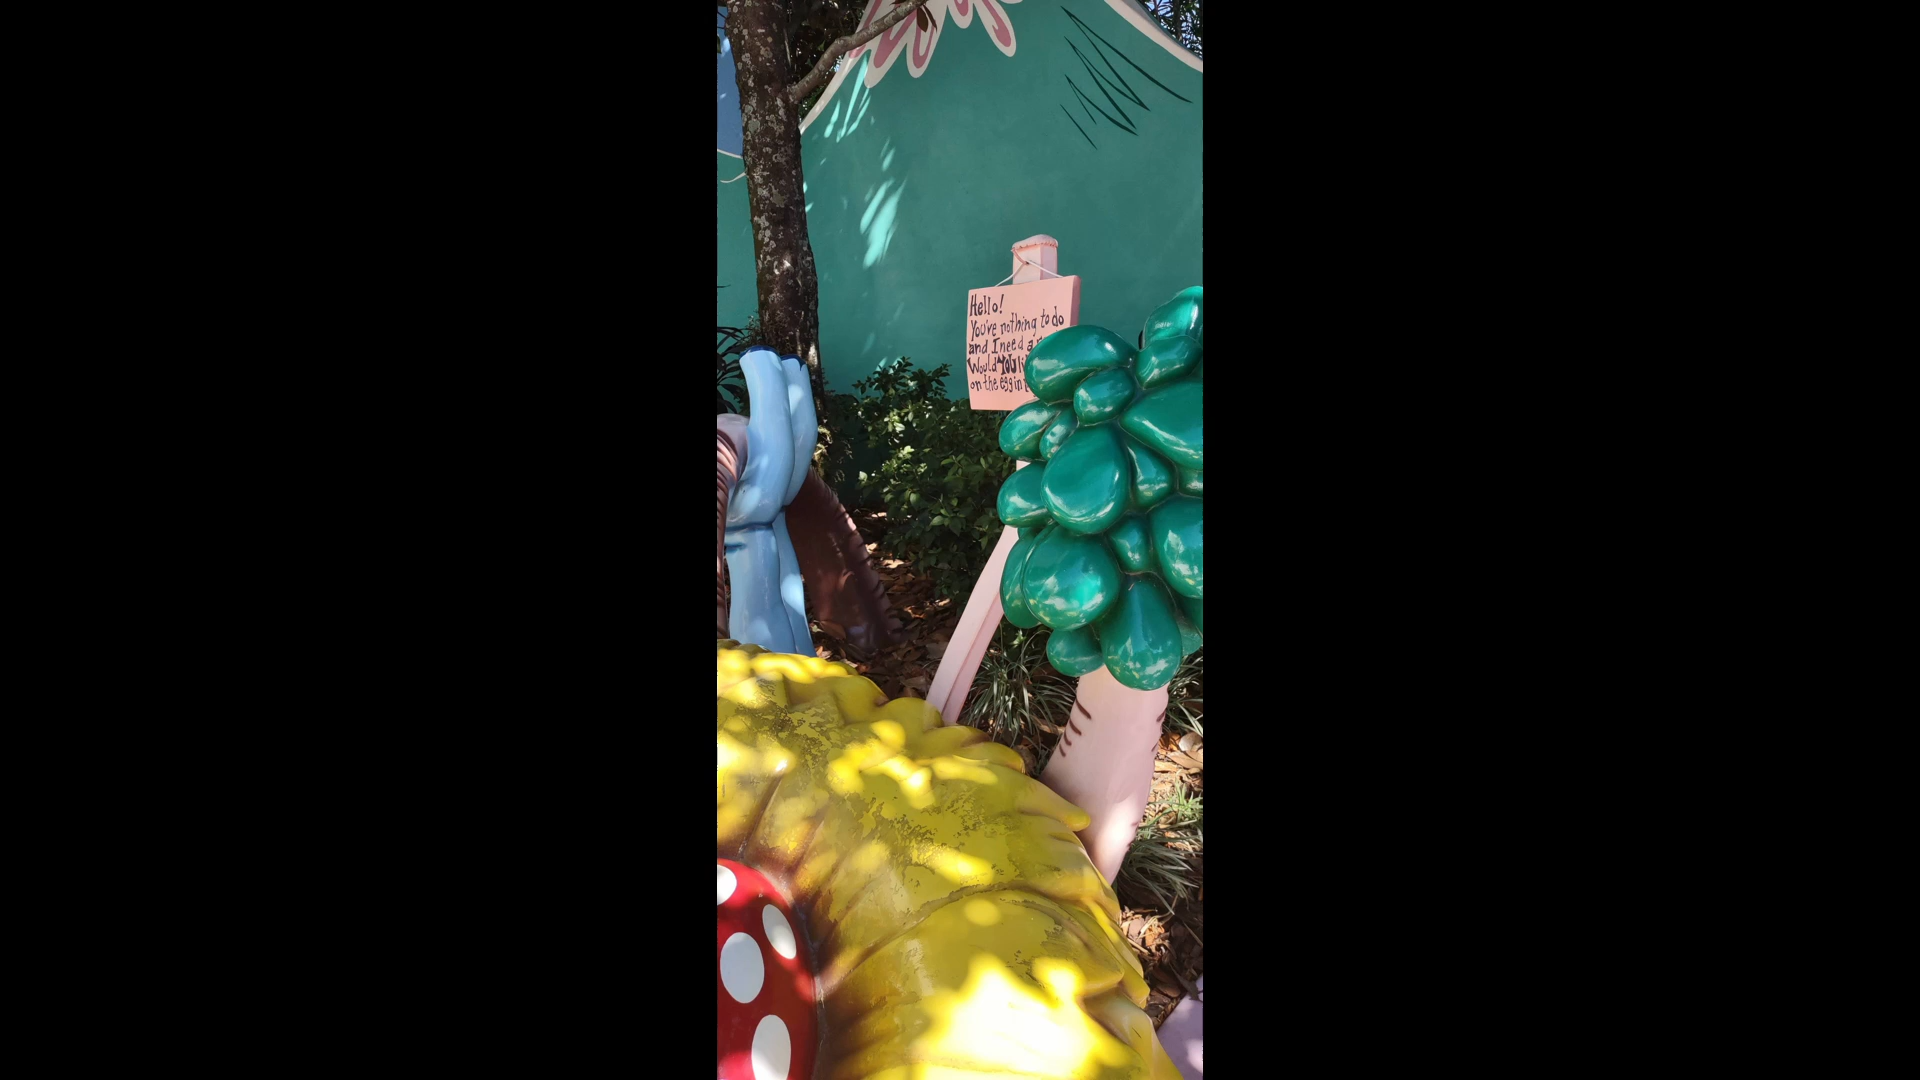 Hello!
You've nothing to do
and I need a
Would YOU
on the egg in